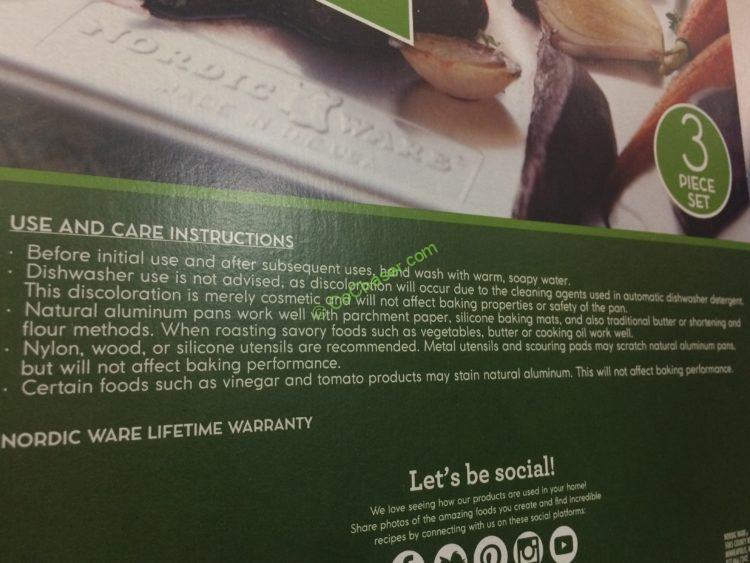 NORDIC WARE®
MADE IN THE USA
3
PIECE
SET
USE AND CARE INSTRUCTIONS
· Before initial use and after subsequent uses, hand wash with warm, soapy water.
· Dishwasher use is not advised, as discoloration will occur due to the cleaning agents used in automatic dishwasher detergent.
This discoloration is merely cosmetic and will not affect baking properties or safety of the pan.
· Natural aluminum pans work well with parchment paper, silicone baking mats, and also traditional butter or shortening and
flour methods. When roasting savory foods such as vegetables, butter or cooking oil work well.
· Nylon, wood, or silicone utensils are recommended. Metal utensils and scouring pads may scratch natural aluminum pans,
but will not affect baking performance.
· Certain foods such as vinegar and tomato products may stain natural aluminum. This will not affect baking performance.
© CoChaser.com
NORDIC WARE LIFETIME WARRANTY
Let's be social!
We love seeing how our products are used in your home!
Share photos of the amazing foods you create and find incredible
recipes by connecting with us on these social platforms:
NORDIC WARE